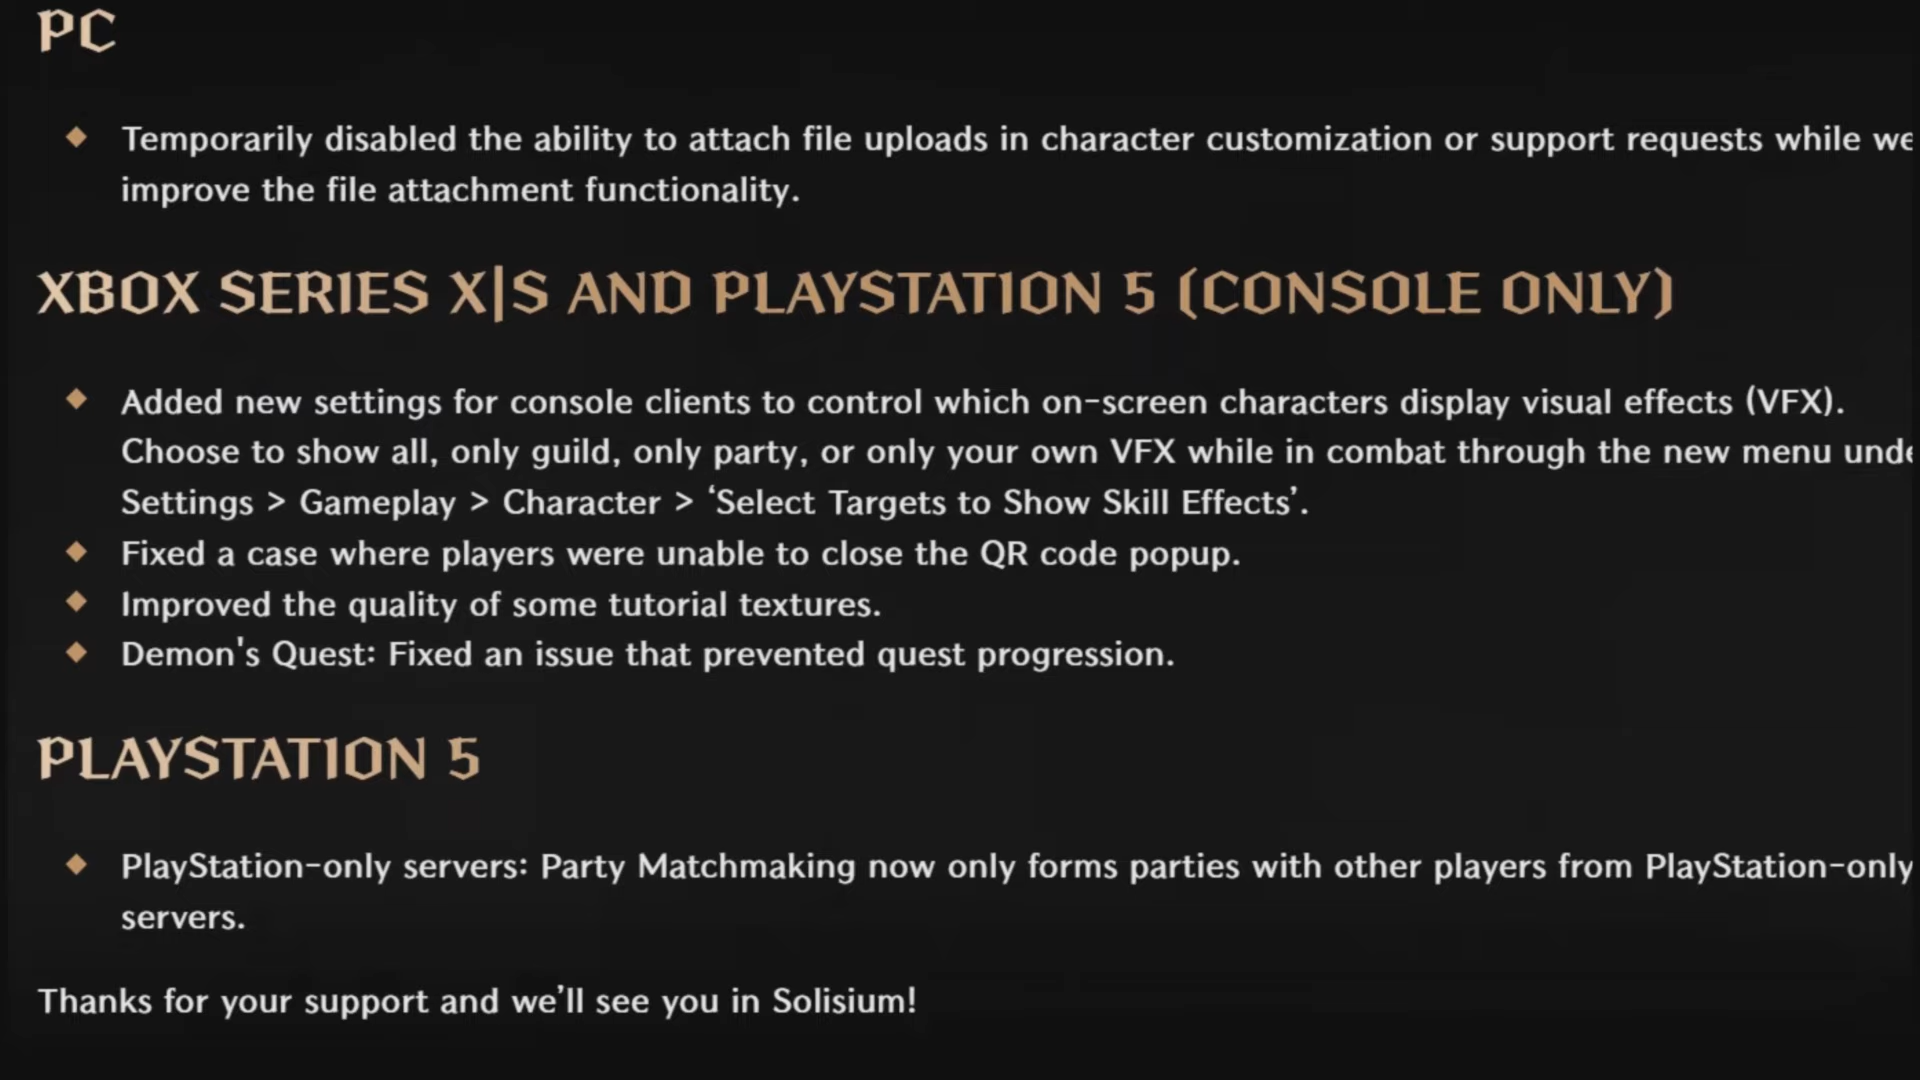 PC
Temporarily disabled the ability to attach file uploads in character customization or support requests while we
improve the file attachment functionality.
XBOX SERIES X|S AND PLAYSTATION 5 (CONSOLE ONLY)
Added new settings for console clients to control which on-screen characters display visual effects (VFX).
Choose to show all, only guild, only party, or only your own VFX while in combat through the new menu unde
Settings > Gameplay > Character > ‘Select Targets to Show Skill Effects’.
Fixed a case where players were unable to close the QR code popup.
Improved the quality of some tutorial textures.
Demon's Quest: Fixed an issue that prevented quest progression.
PLAYSTATION 5
PlayStation-only servers: Party Matchmaking now only forms parties with other players from PlayStation-only
servers.
Thanks for your support and we’ll see you in Solisium!